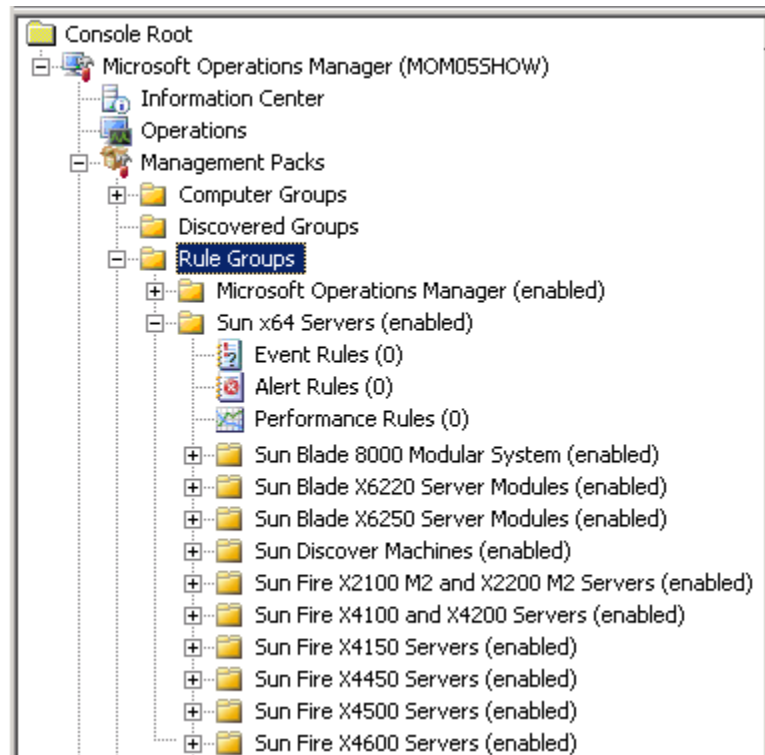 Console Root
Microsoft Operations Manager (MOM05SHOW)
Information Center
Operations
Management Packs
Computer Groups
Discovered Groups
Rule Groups
Microsoft Operations Manager (enabled)
Sun x64 Servers (enabled)
Event Rules (0)
Alert Rules (0)
Performance Rules (0)
Sun Blade 8000 Modular System (enabled)
Sun Blade X6220 Server Modules (enabled)
Sun Blade X6250 Server Modules (enabled)
Sun Discover Machines (enabled)
Sun Fire X2100 M2 and X2200 M2 Servers (enabled)
Sun Fire X4100 and X4200 Servers (enabled)
Sun Fire X4150 Servers (enabled)
Sun Fire X4450 Servers (enabled)
Sun Fire X4500 Servers (enabled)
Sun Fire X4600 Servers (enabled)